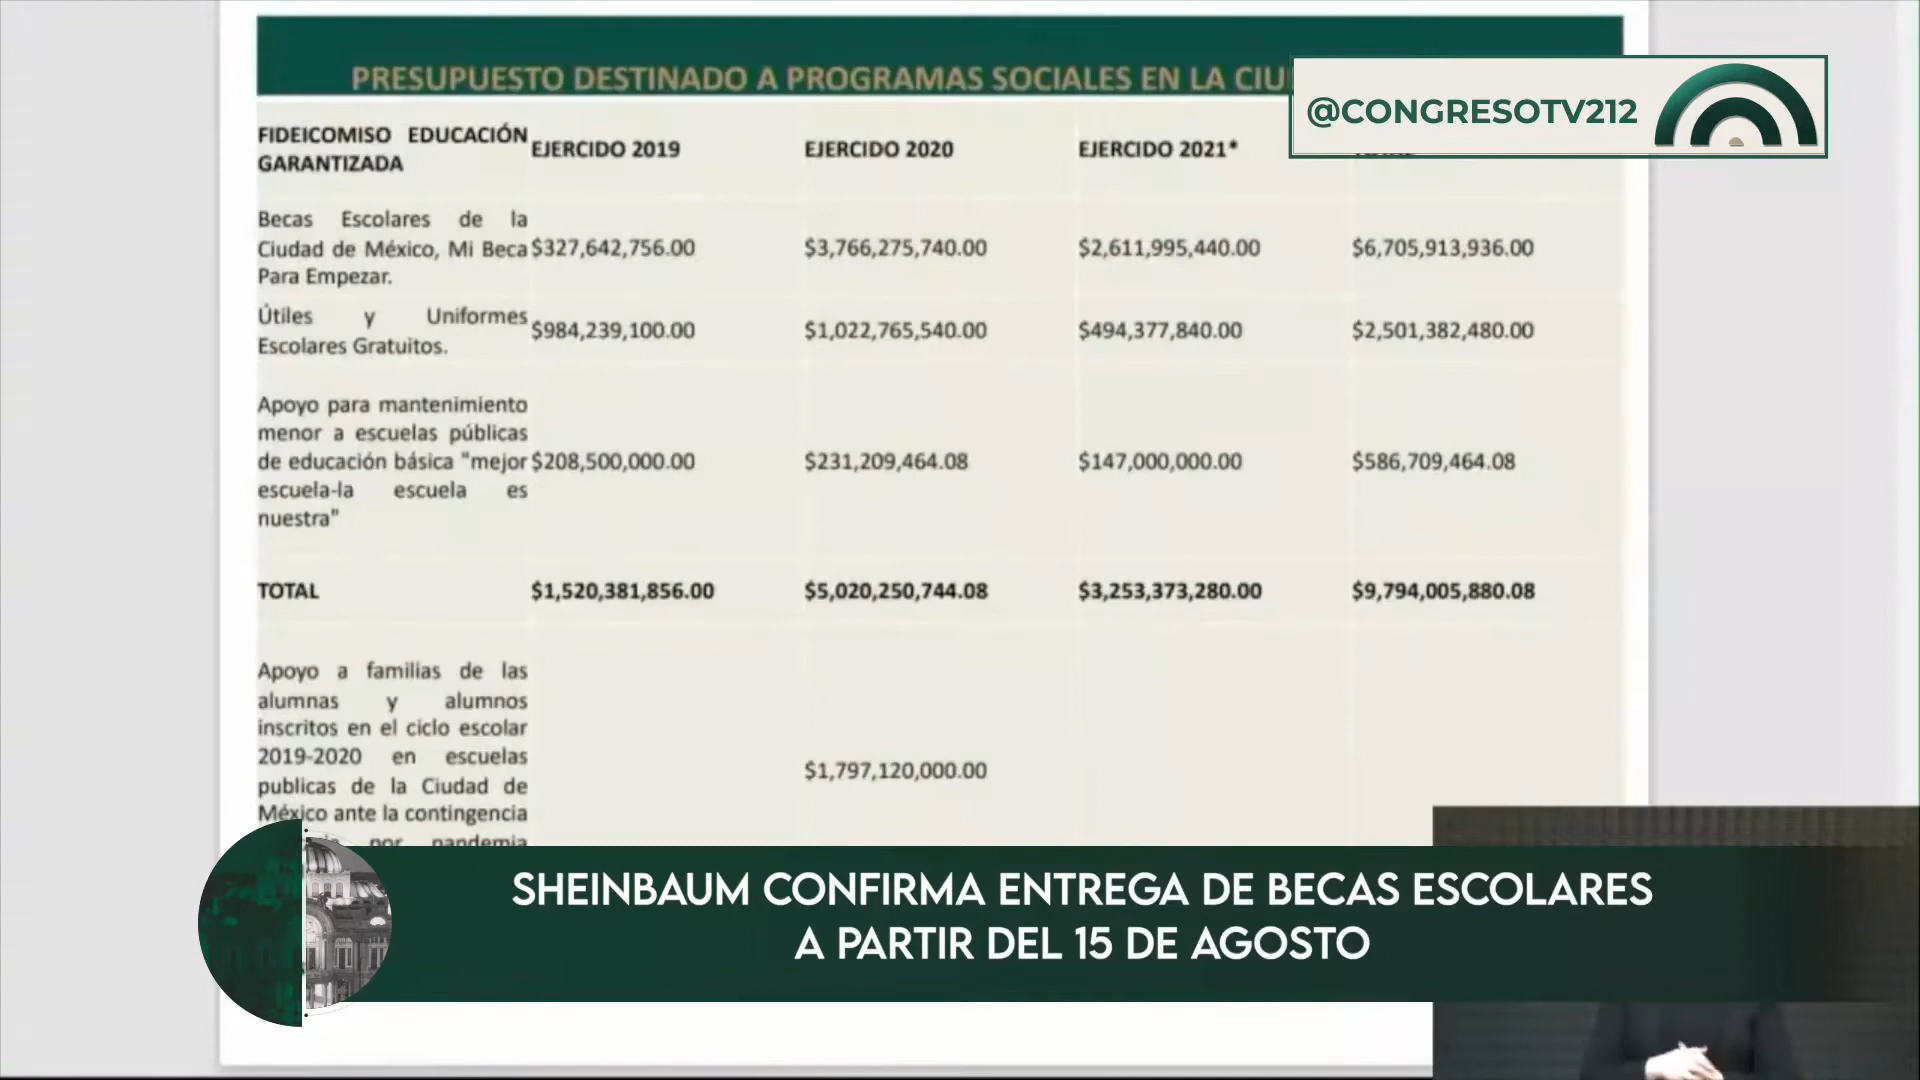 PRESUPUESTO DESTINADO A PROGRAMAS SOCIALES EN LA
@CONGRESOTV212
FIDEICOMISO EDUCACIÓN
GARANTIZADA
EJERCIDO 2019
EJERCIDO 2020
EJERCIDO 2021*
Becas Escolares de la
Ciudad de México, Mi Beca
Para Empezar.
$327,642,756.00
$3,766,275,740.00
$2,611,995,440.00
$6,705,913,936.00
Útiles y Uniformes
Escolares Gratuitos.
$984,239,100.00
$1,022,765,540.00
$494,377,840.00
$2,501,382,480.00
Apoyo para mantenimiento
menor a escuelas públicas
de educación básica "mejor
escuela-la escuela es
nuestra"
$208,500,000.00
$231,209,464.08
$147,000,000.00
$586,709,464.08
TOTAL
$1,520,381,856.00
$5,020,250,744.08
$3,253,373,280.00
$9,794,005,880.08
Apoyo a familias de las
alumnas y alumnos
inscritos en el ciclo escolar
2019-2020 en escuelas
publicas de la Ciudad de
México ante la contingencia
por pandemia
$1,797,120,000.00
SHEINBAUM CONFIRMA ENTREGA DE BECAS ESCOLARES
A PARTIR DEL 15 DE AGOSTO